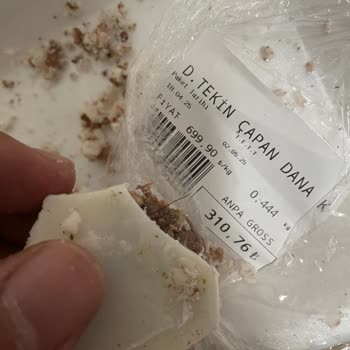 D.TEKİN ÇAPAN DANA K
Paket Tarihi
02.05.25
FİYAT 699,90 ₺/kg
0,444 kg
ANPA GROSS
310,76₺